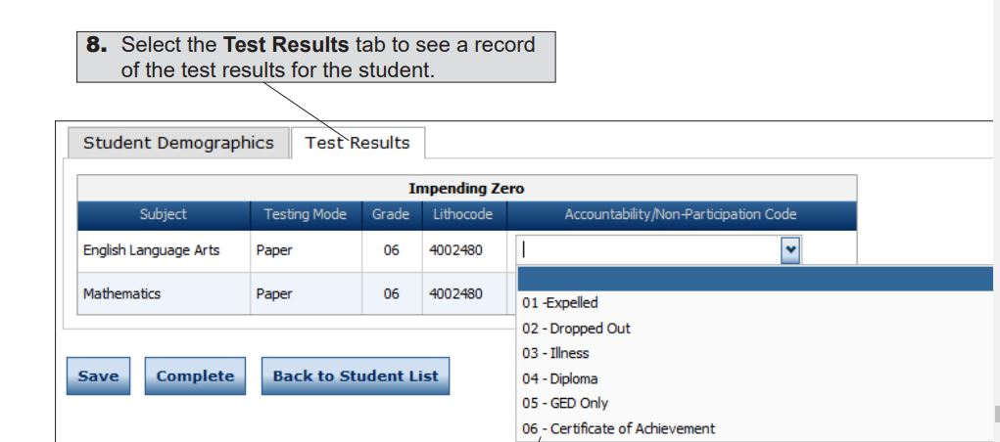 8. Select the Test Results tab to see a record
of the test results for the student.
Student Demographics Test Results
Impending Zero
Subject Testing Mode Grade Lithocode Accountability/Non-Participation Code
English Language Arts Paper 06 4002480
Mathematics Paper 06 4002480
01 -Expelled
02 - Dropped Out
03 - Illness
04 - Diploma
05 - GED Only
06 - Certificate of Achievement
Save Complete Back to Student List